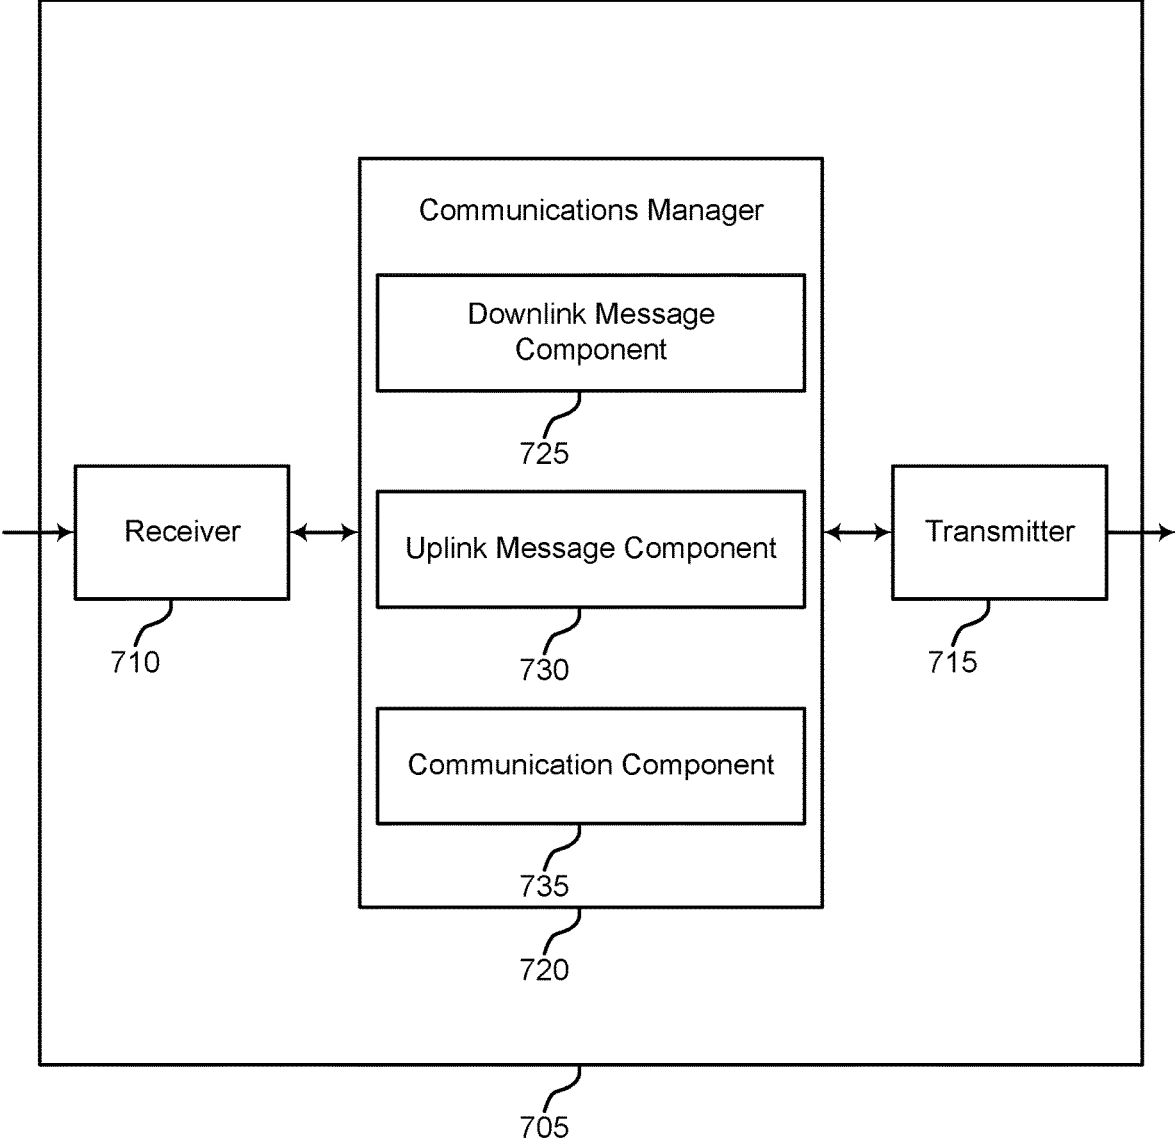 Communications Manager
Downlink Message
Component
725
Receiver
710
Uplink Message Component
730
Transmitter
715
Communication Component
735
720
705